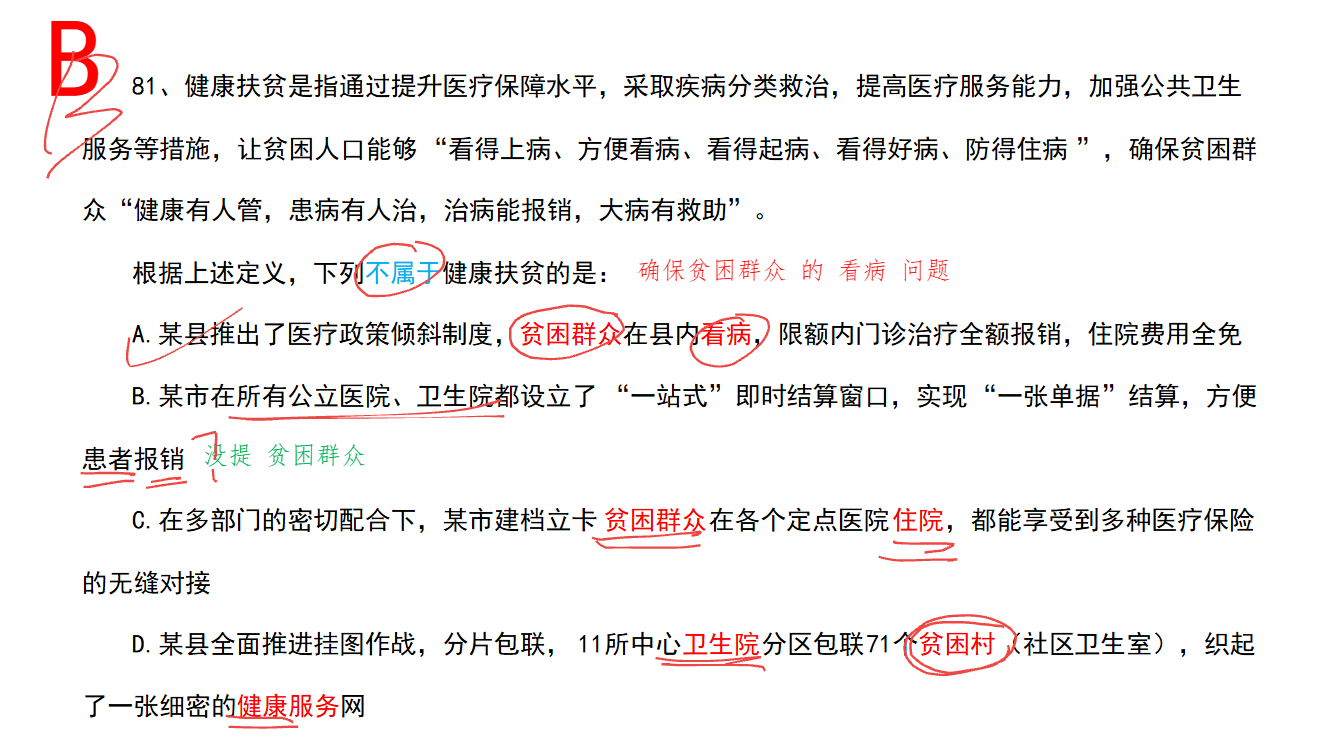 B
B
81、健康扶贫是指通过提升医疗保障水平，采取疾病分类救治，提高医疗服务能力，加强公共卫生
服务等措施，让贫困人口能够“看得上病、方便看病、看得起病、看得好病、防得住病”，确保贫困群
众“健康有人管，患病有人治，治病能报销，大病有救助”。
根据上述定义，下列不属于健康扶贫的是： 确保贫困群众 的 看病 问题
A.某县推出了医疗政策倾斜制度，贫困群众在县内看病，限额内门诊治疗全额报销，住院费用全免
B.某市在所有公立医院、卫生院都设立了“一站式”即时结算窗口，实现“一张单据”结算，方便
患者报销 ？ 没提 贫困群众
C.在多部门的密切配合下，某市建档立卡贫困群众在各个定点医院住院，都能享受到多种医疗保险
的无缝对接
D.某县全面推进挂图作战，分片包联，11所中心卫生院分区包联71个贫困村（社区卫生室），织起
了一张细密的健康服务网